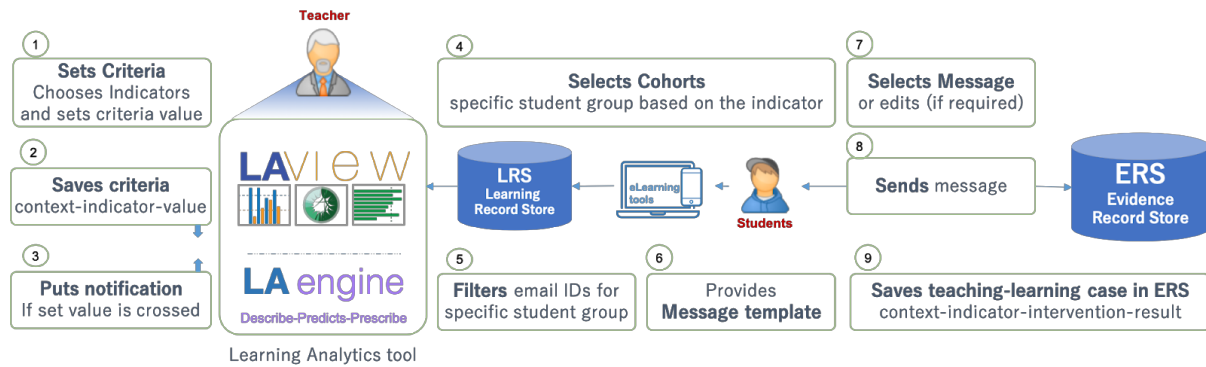 Teacher
1
Sets Criteria
Chooses Indicators
and sets criteria value
2
Saves criteria
context-indicator-value
3
Puts notification
If set value is crossed
LAVIEW
LA engine
Describe-Predicts-Prescribe
Learning Analytics tool
4
Selects Cohorts
specific student group based on the indicator
LRS
Learning
Record Store
eLearning
tools
Students
5
Filters email IDs for
specific student group
6
Provides
Message template
7
Selects Message
or edits (if required)
8
Sends message
ERS
Evidence
Record Store
9
Saves teaching-learning case in ERS
context-indicator-intervention-result